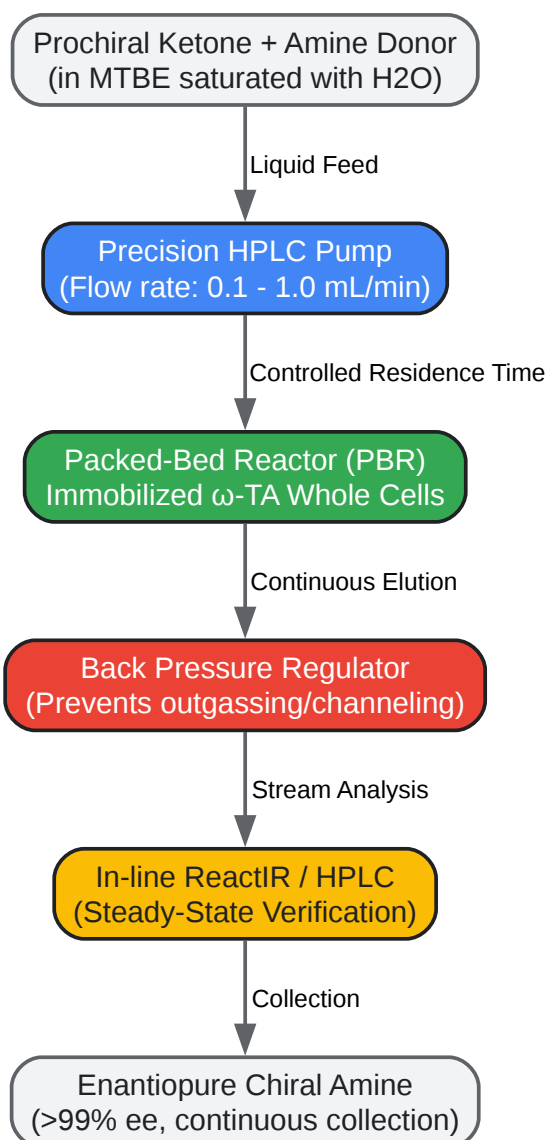 Prochiral Ketone + Amine Donor
(in MTBE saturated with H2O)
Liquid Feed
Precision HPLC Pump
(Flow rate: 0.1 - 1.0 mL/min)
Controlled Residence Time
Packed-Bed Reactor (PBR)
Immobilized ω-TA Whole Cells
Continuous Elution
Back Pressure Regulator
(Prevents outgassing/channeling)
Stream Analysis
In-line ReactIR / HPLC
(Steady-State Verification)
Collection
Enantiopure Chiral Amine
(>99% ee, continuous collection)